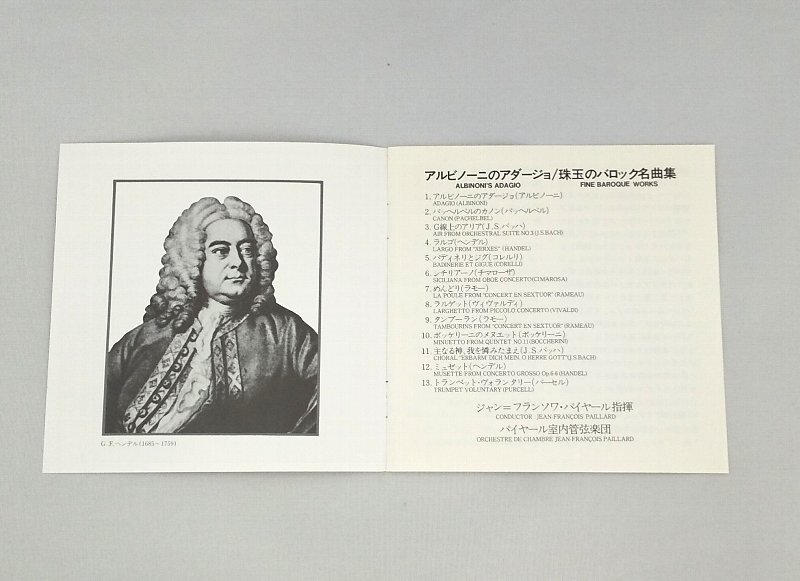 G. F. ヘンデル(1685〜1759)
アルビノーニのアダージョ/珠玉のバロック名曲集
ALBINONI'S ADAGIO FINE BAROQUE WORKS
1. アルビノーニのアダージョ(アルビノーニ)
ADAGIO (ALBINONI)
2. パッヘルベルのカノン(パッヘルベル)
CANON (PACHELBEL)
3. G線上のアリア(J. S. バッハ)
AIR FROM ORCHESTRAL SUITE NO.3(J.S.BACH)
4. ラルゴ(ヘンデル)
LARGO FROM "XERXES" (HANDEL)
5. バディネリとジグ(コレルリ)
BADINERIE ET GIGUE (CORELLI)
6. シチリアーノ(チマローザ)
SICILIANA FROM OBOE CONCERTO(CIMAROSA)
7. めんどり(ラモー)
LA POULE FROM "CONCERT EN SEXTUOR" (RAMEAU)
8. ラルゲット(ヴィヴァルディ)
LARGHETTO FROM PICCOLO CONCERTO (VIVALDI)
9. タンブーラン(ラモー)
TAMBOURINS FROM "CONCERT EN SEXTUOR" (RAMEAU)
10. ボッケリーニのメヌエット(ボッケリーニ)
MINUETTO FROM QUINTET NO.11 (BOCCHERINI)
11. 主なる神、我を憐みたまえ(J. S. バッハ)
CHORAL "ERBARM' DICH MEIN, O HERRE GOTT"(J.S.BACH)
12. ミュゼット(ヘンデル)
MUSETTE FROM CONCERTO GROSSO Op.6-6 (HANDEL)
13. トランペット・ヴォランタリー(パーセル)
TRUMPET VOLUNTARY (PURCELL)
ジャン=フランソワ・パイヤール指揮
CONDUCTOR JEAN-FRANÇOIS PAILLARD
パイヤール室内管弦楽団
ORCHESTRE DE CHAMBRE JEAN-FRANÇOIS PAILLARD